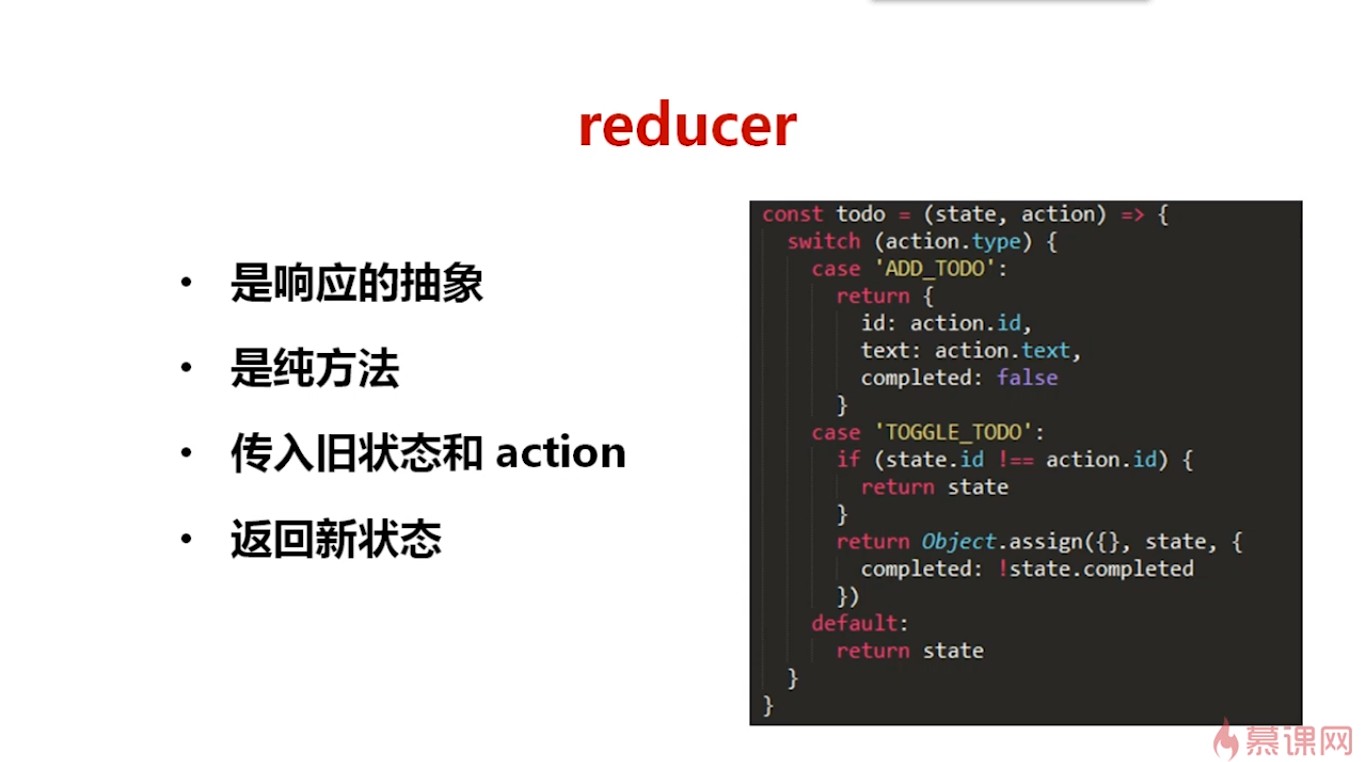 reducer
• 是响应的抽象
• 是纯方法
• 传入旧状态和 action
• 返回新状态
const todo = (state, action) => {
  switch (action.type) {
    case 'ADD_TODO':
      return {
        id: action.id,
        text: action.text,
        completed: false
      }
    case 'TOGGLE_TODO':
      if (state.id !== action.id) {
        return state
      }
      return Object.assign({}, state, {
        completed: !state.completed
      })
    default:
      return state
  }
}
慕课网